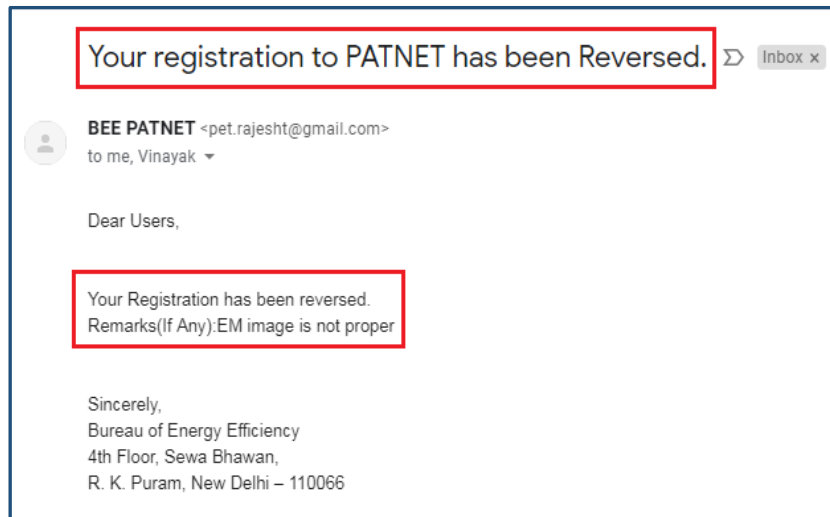 Your registration to PATNET has been Reversed.
Inbox x
BEE PATNET <pet.rajesht@gmail.com>
to me, Vinayak
Dear Users,
Your Registration has been reversed.
Remarks(If Any):EM image is not proper
Sincerely,
Bureau of Energy Efficiency
4th Floor, Sewa Bhawan,
R. K. Puram, New Delhi – 110066